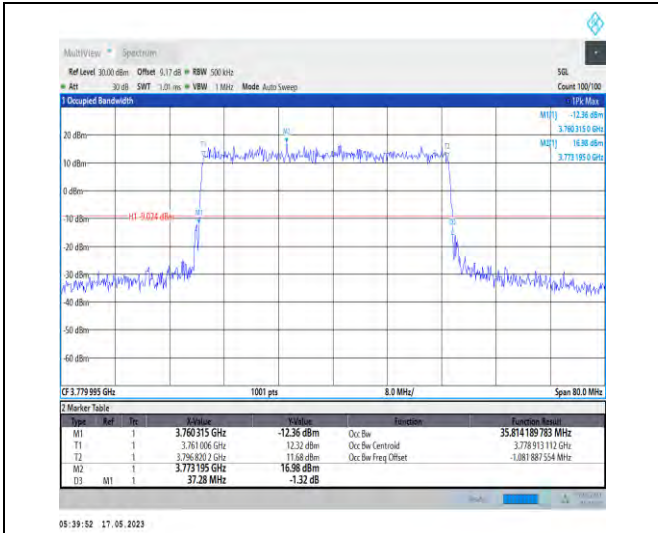 MultiView Spectrum
Ref Level 30.00 dBm Offset 9.17 dB RBW 500 kHz SGL
Att 30 dB SWT 1.01 ms VBW 1 MHz Mode Auto Sweep Count 100/100
1 Occupied Bandwidth 1Pk Max
M1[1] -12.36 dBm
3.760 315 0 GHz
M2[1] 16.98 dBm
3.773 195 0 GHz
20 dBm
M2
T1
T2
10 dBm
0 dBm
-10 dBm
H1 -9.024 dBm
M1
D3
-20 dBm
-30 dBm
-40 dBm
-50 dBm
-60 dBm
CF 3.779 995 GHz 1001 pts 8.0 MHz/ Span 80.0 MHz
2 Marker Table
Type Ref Trc X-Value Y-Value Function Function Result
M1 1 3.760 315 GHz -12.36 dBm Occ Bw 35.814 189 783 MHz
T1 1 3.761 006 GHz 12.32 dBm Occ Bw Centroid 3.778 913 112 GHz
T2 1 3.796 820 2 GHz 11.68 dBm Occ Bw Freq Offset -1.081 887 554 MHz
M2 1 3.773 195 GHz 16.98 dBm
D3 M1 1 37.28 MHz -1.32 dB
05:39:52 17.05.2023